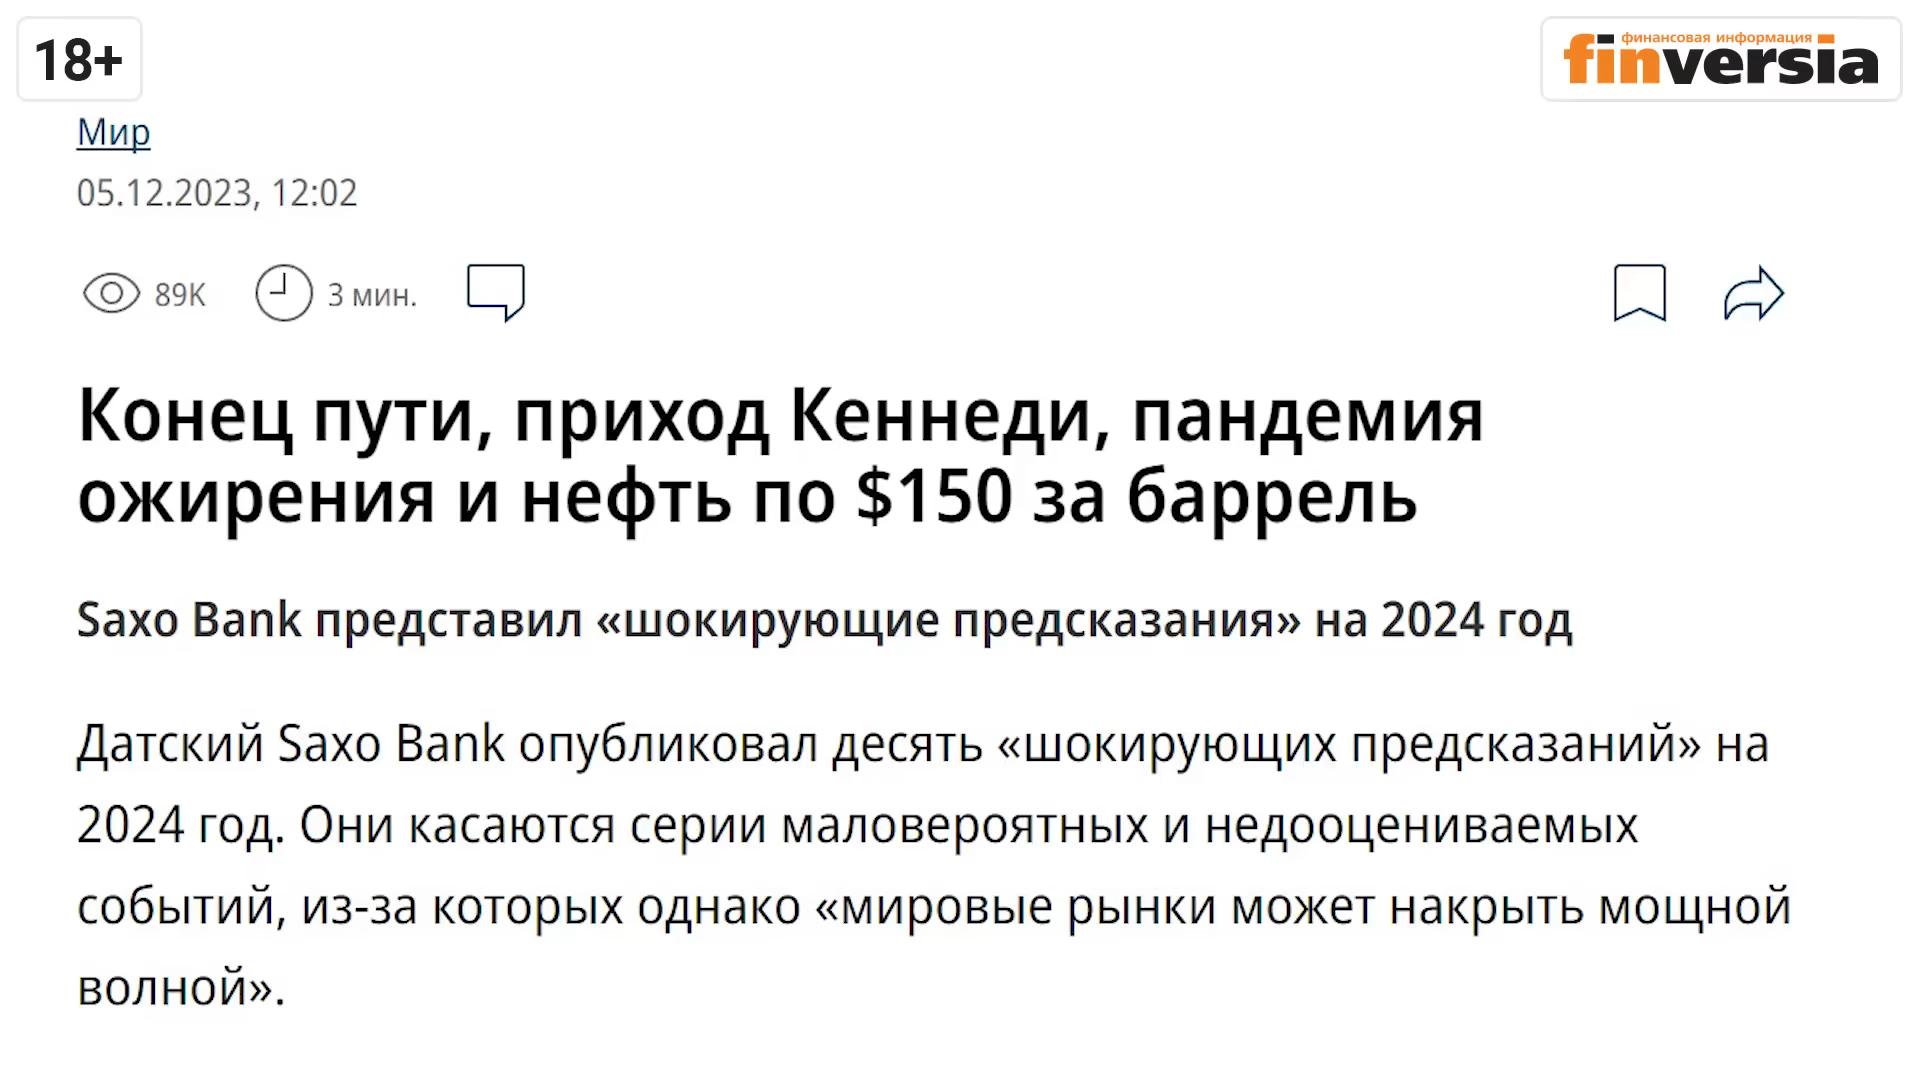 18+
финансовая информация
finversia
Мир
05.12.2023, 12:02
89K 3 мин.
Конец пути, приход Кеннеди, пандемия
ожирения и нефть по $150 за баррель
Saxo Bank представил «шокирующие предсказания» на 2024 год
Датский Saxo Bank опубликовал десять «шокирующих предсказаний» на
2024 год. Они касаются серии маловероятных и недооцениваемых
событий, из-за которых однако «мировые рынки может накрыть мощной
волной».